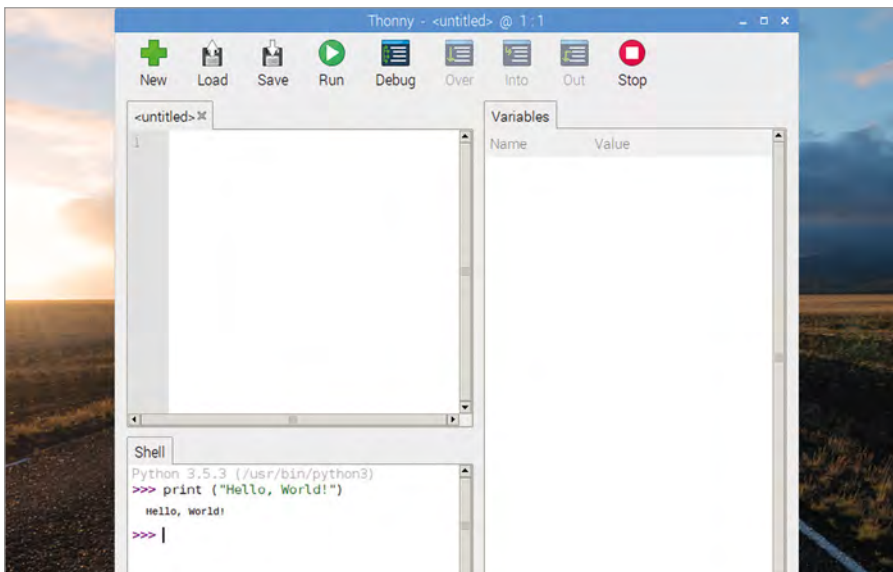 Thonny - <untitled> @ 1 : 1
New Load Save Run Debug Over Into Out Stop
<untitled>
1
Variables
Name Value
Shell
Python 3.5.3 (/usr/bin/python3)
>>> print ("Hello, World!")
Hello, World!
>>>